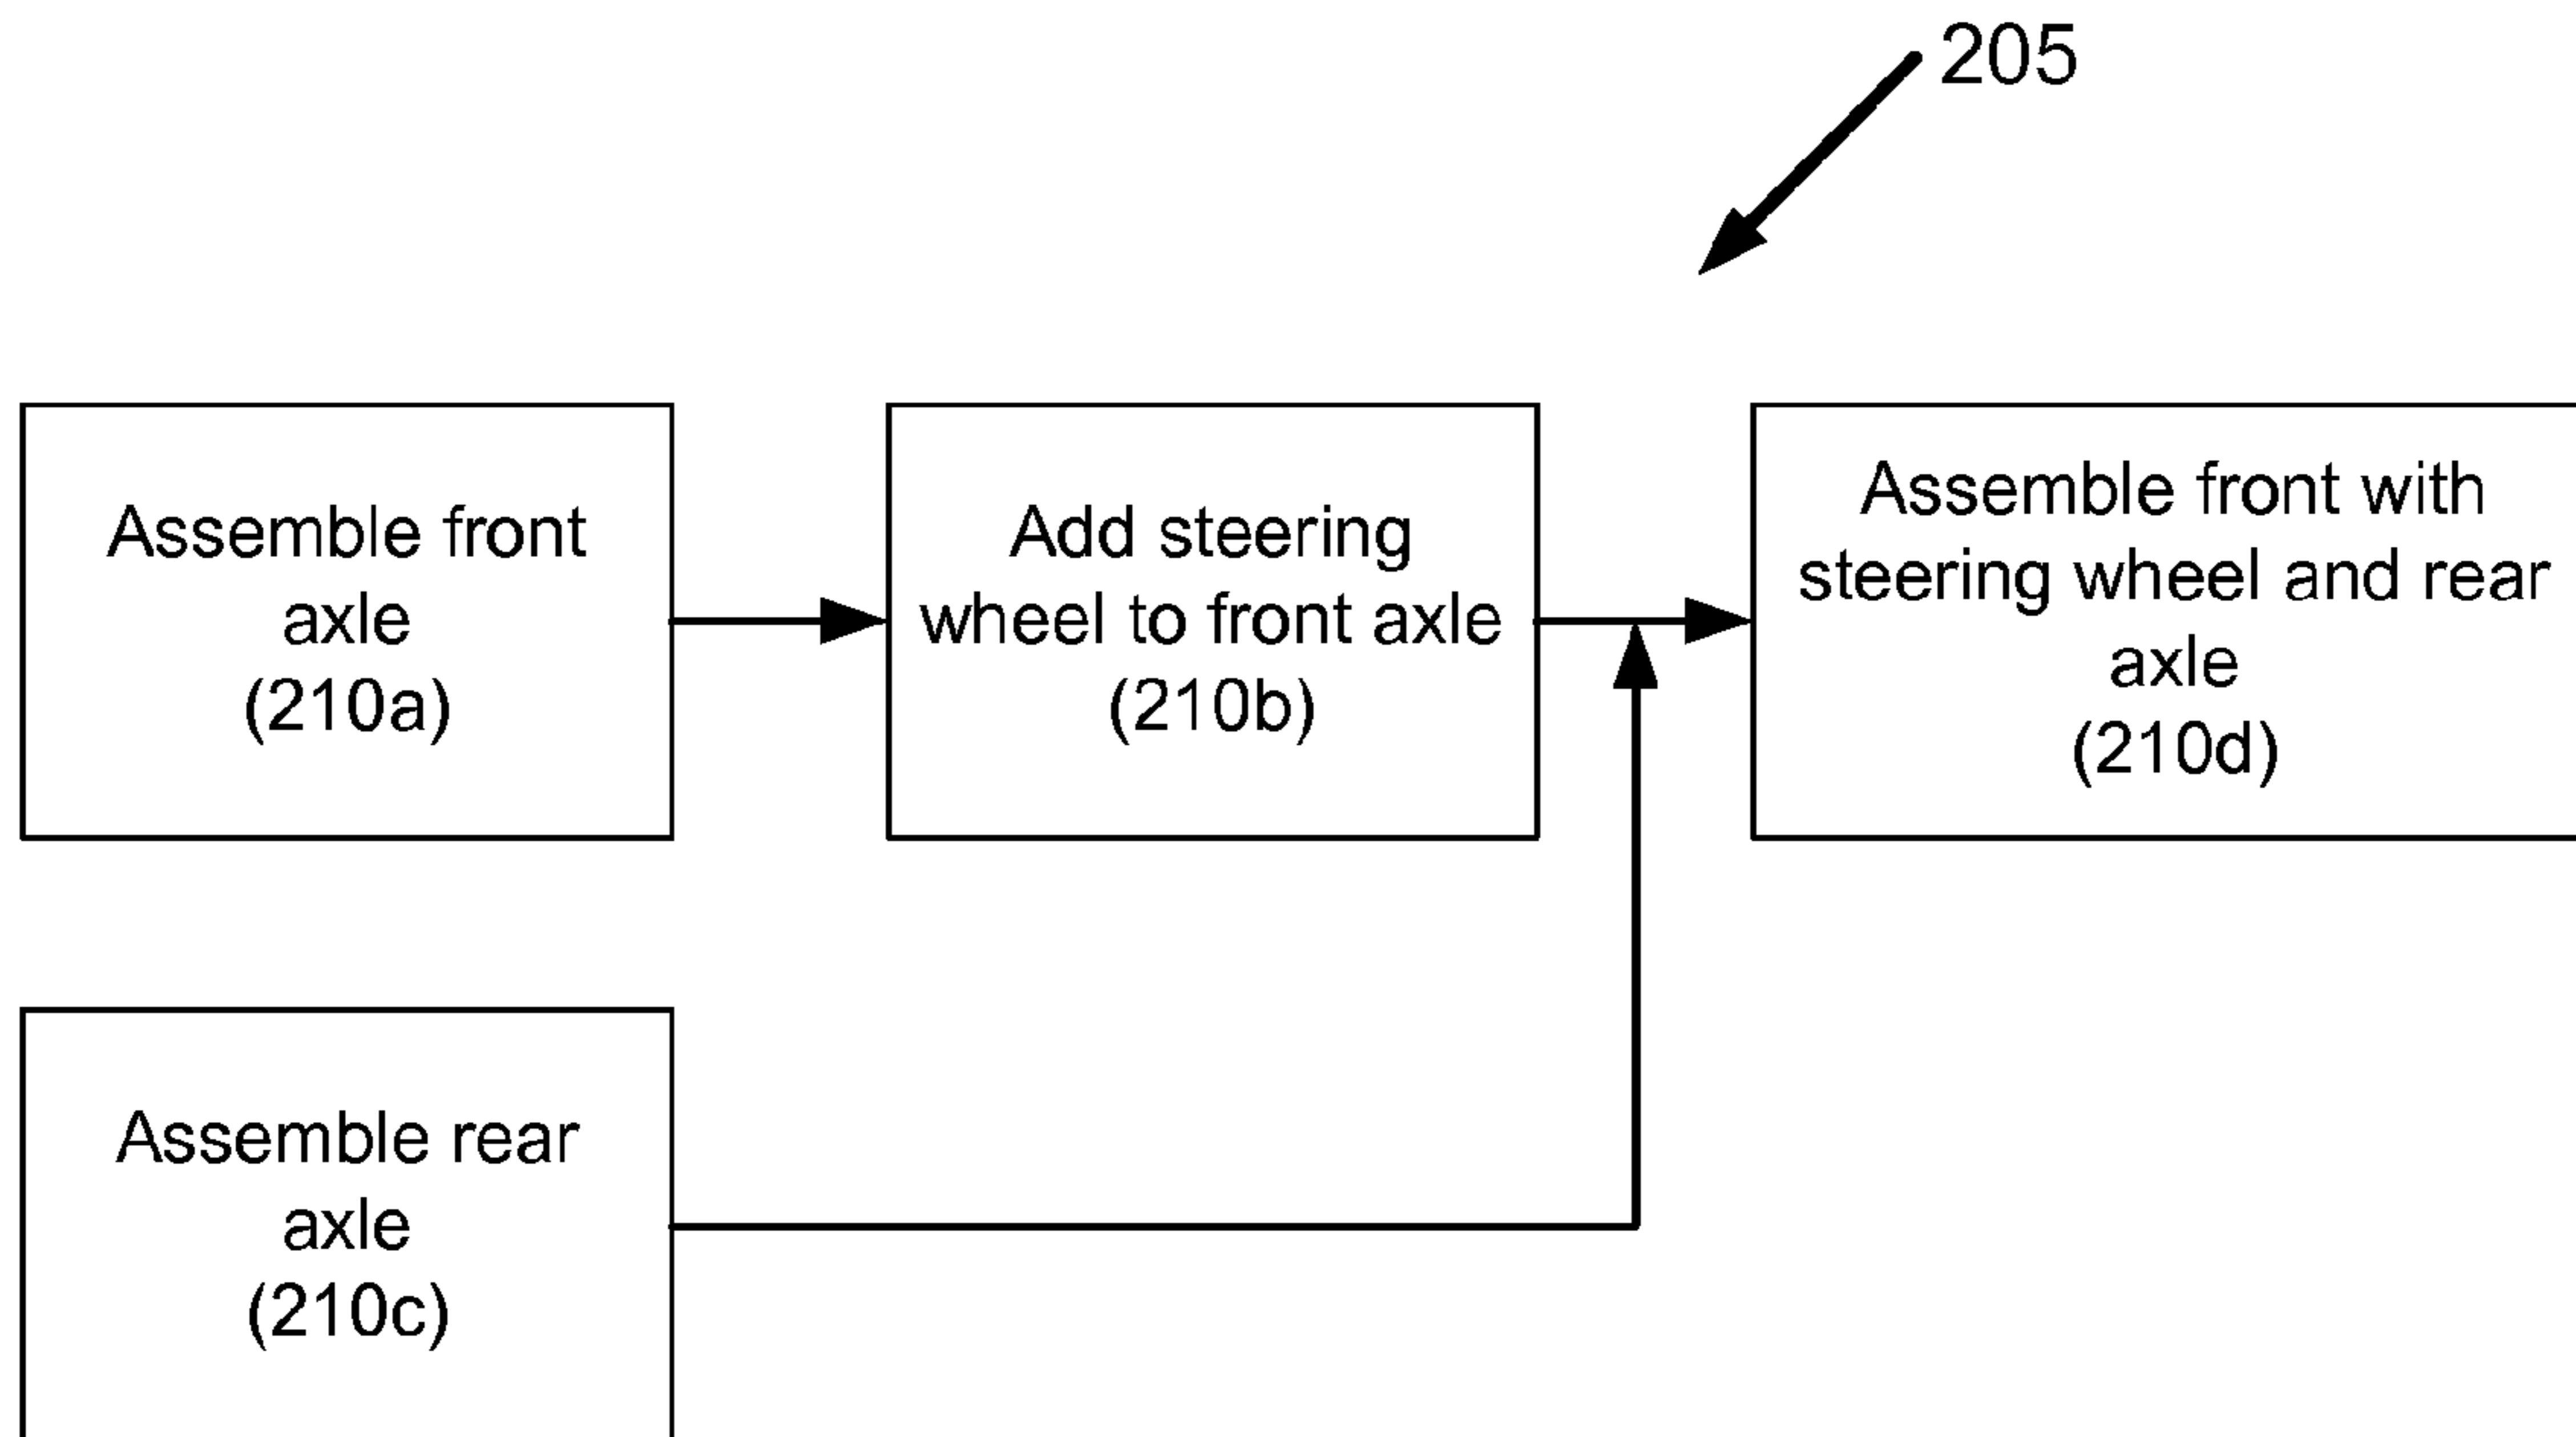 205
Assemble front
axle
(210a)
Add steering
wheel to front axle
(210b)
Assemble front with
steering wheel and rear
axle
(210d)
Assemble rear
axle
(210c)